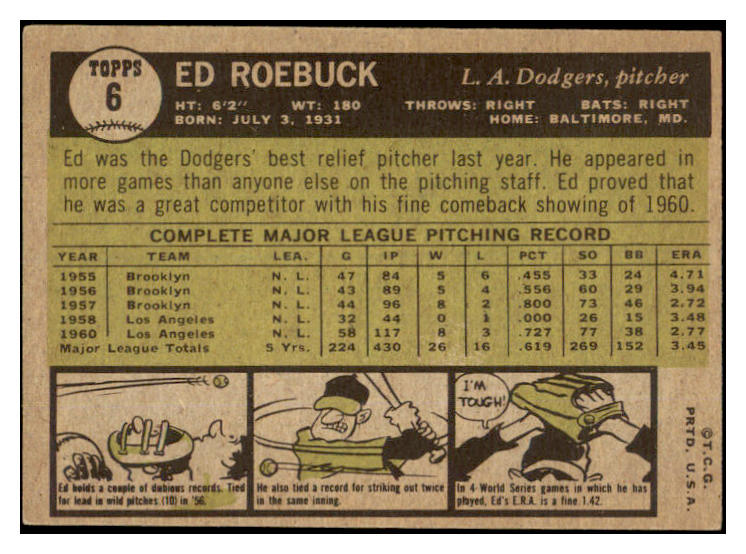 TOPPS
6
ED ROEBUCK
L. A. Dodgers, pitcher
HT: 6'2" WT: 180 THROWS: RIGHT BATS: RIGHT
BORN: JULY 3, 1931 HOME: BALTIMORE, MD.
Ed was the Dodgers' best relief pitcher last year. He appeared in
more games than anyone else on the pitching staff. Ed proved that
he was a great competitor with his fine comeback showing of 1960.
COMPLETE MAJOR LEAGUE PITCHING RECORD
YEAR TEAM LEA. G IP W L PCT SO BB ERA
1955 Brooklyn N. L. 47 84 5 6 .455 33 24 4.71
1956 Brooklyn N. L. 43 89 5 4 .556 60 29 3.94
1957 Brooklyn N. L. 44 96 8 2 .800 73 46 2.72
1958 Los Angeles N. L. 32 44 0 1 .000 26 15 3.48
1960 Los Angeles N. L. 58 117 8 3 .727 77 38 2.77
Major League Totals 5 Yrs. 224 430 26 16 .619 269 152 3.45
Ed holds a couple of dubious records. Tied
for lead in wild pitches (10) in '56.
He also tied a record for striking out twice
in the same inning.
I'M
TOUGH!
In 4 World Series games in which he has
played, Ed's E.R.A. is a fine 1.42.
©T.C.G.
PRTD. U.S.A.